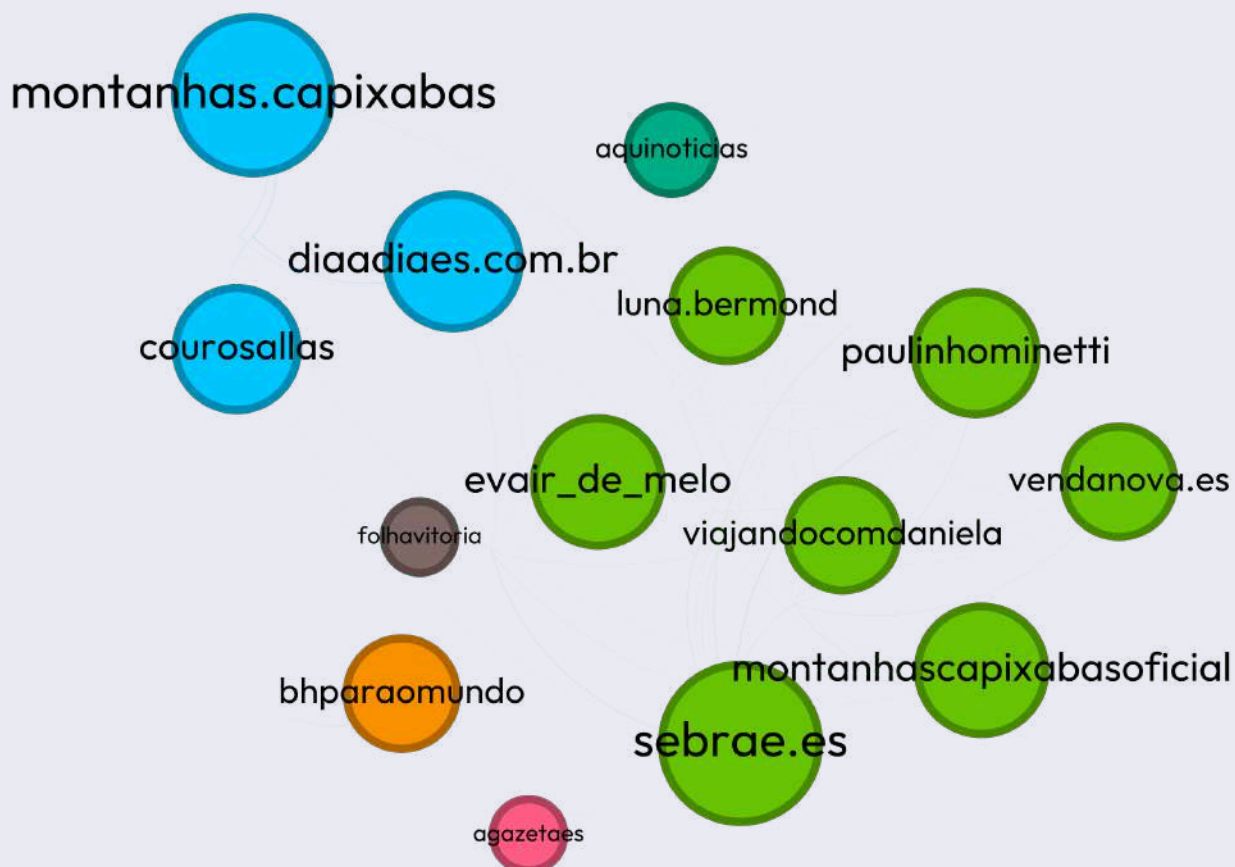 montanhas.capixabas
aquinoticias
diaadiaes.com.br
luna.bermond
courosallas
paulinhominetti
evair_de_melo
vendanova.es
folhavitoria
viajandocomdaniela
montanhascapixabasoficial
bhparaomundo
sebrae.es
agazetaes